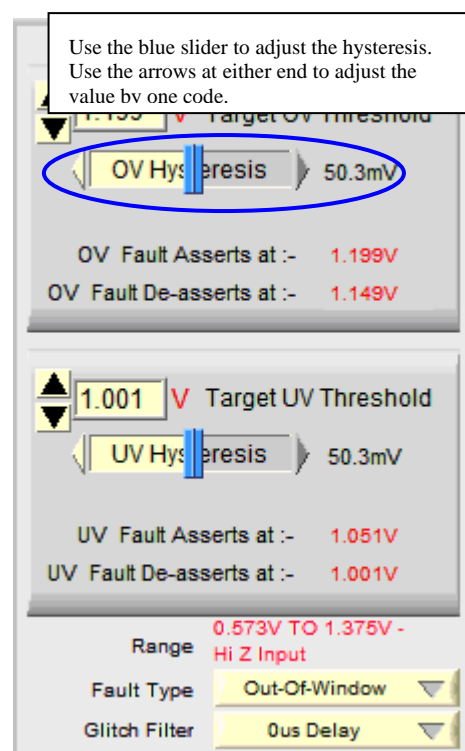 Use the blue slider to adjust the hysteresis.
Use the arrows at either end to adjust the
value by one code.
1.199 V Target OV Threshold
OV Hysteresis 50.3mV
OV Fault Asserts at :- 1.199V
OV Fault De-asserts at :- 1.149V
1.001 V Target UV Threshold
UV Hysteresis 50.3mV
UV Fault Asserts at :- 1.051V
UV Fault De-asserts at :- 1.001V
Range 0.573V TO 1.375V -
Hi Z Input
Fault Type Out-Of-Window
Glitch Filter 0us Delay